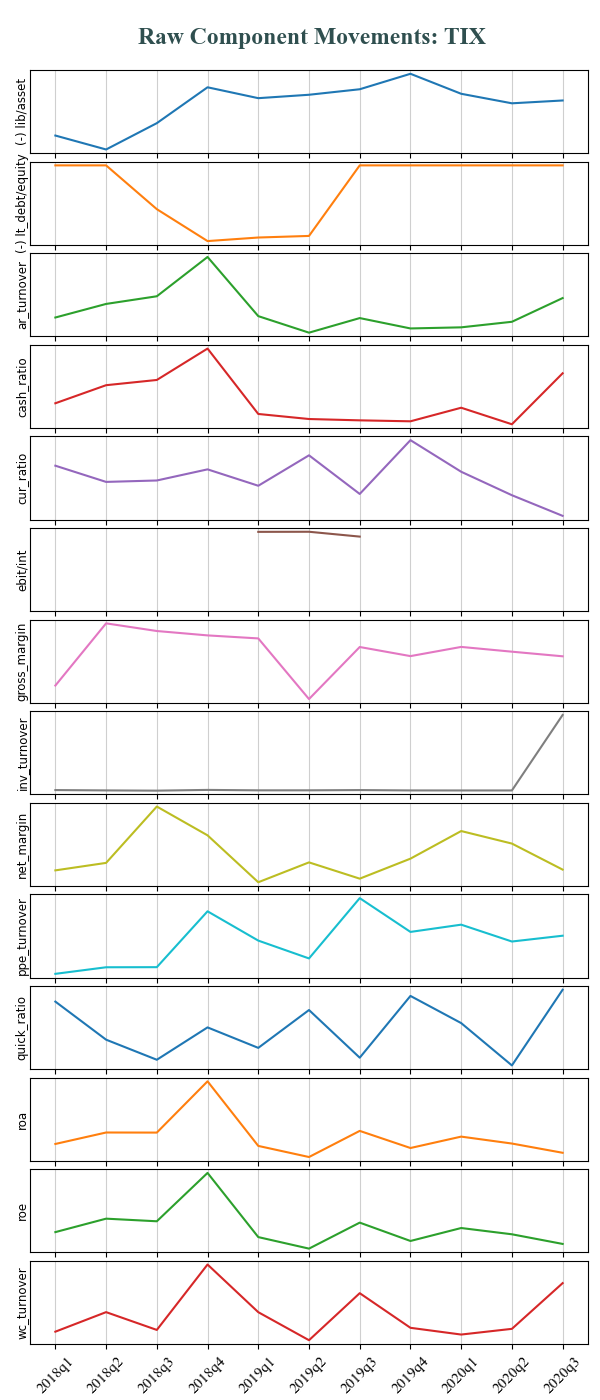 Raw Component Movements: TIX
(-) lib/asset
(-) lt_debt/equity
ar_turnover
cash_ratio
cur_ratio
ebit/int
gross_margin
inv_turnover
net_margin
ppe_turnover
quick_ratio
roa
roe
wc_turnover
2018q1 2018q2 2018q3 2018q4 2019q1 2019q2 2019q3 2019q4 2020q1 2020q2 2020q3